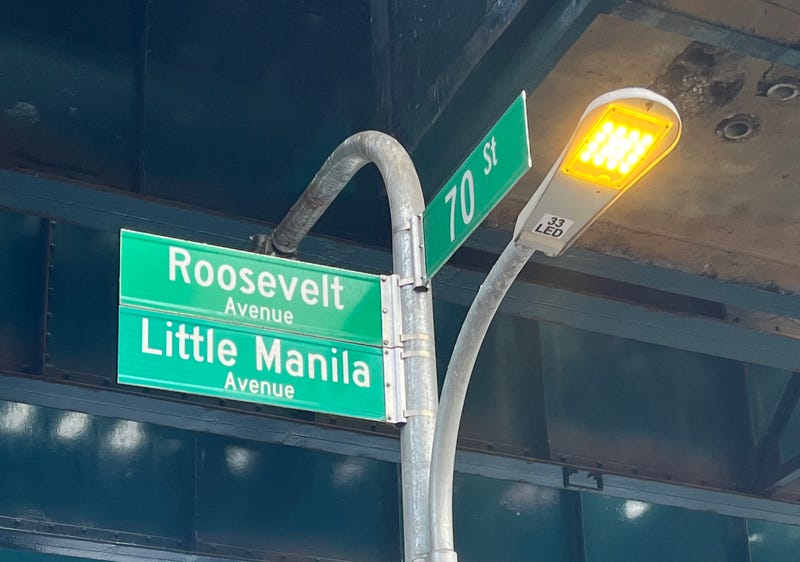 Roosevelt
Avenue
Little Manila
Avenue
70 St
33
LED